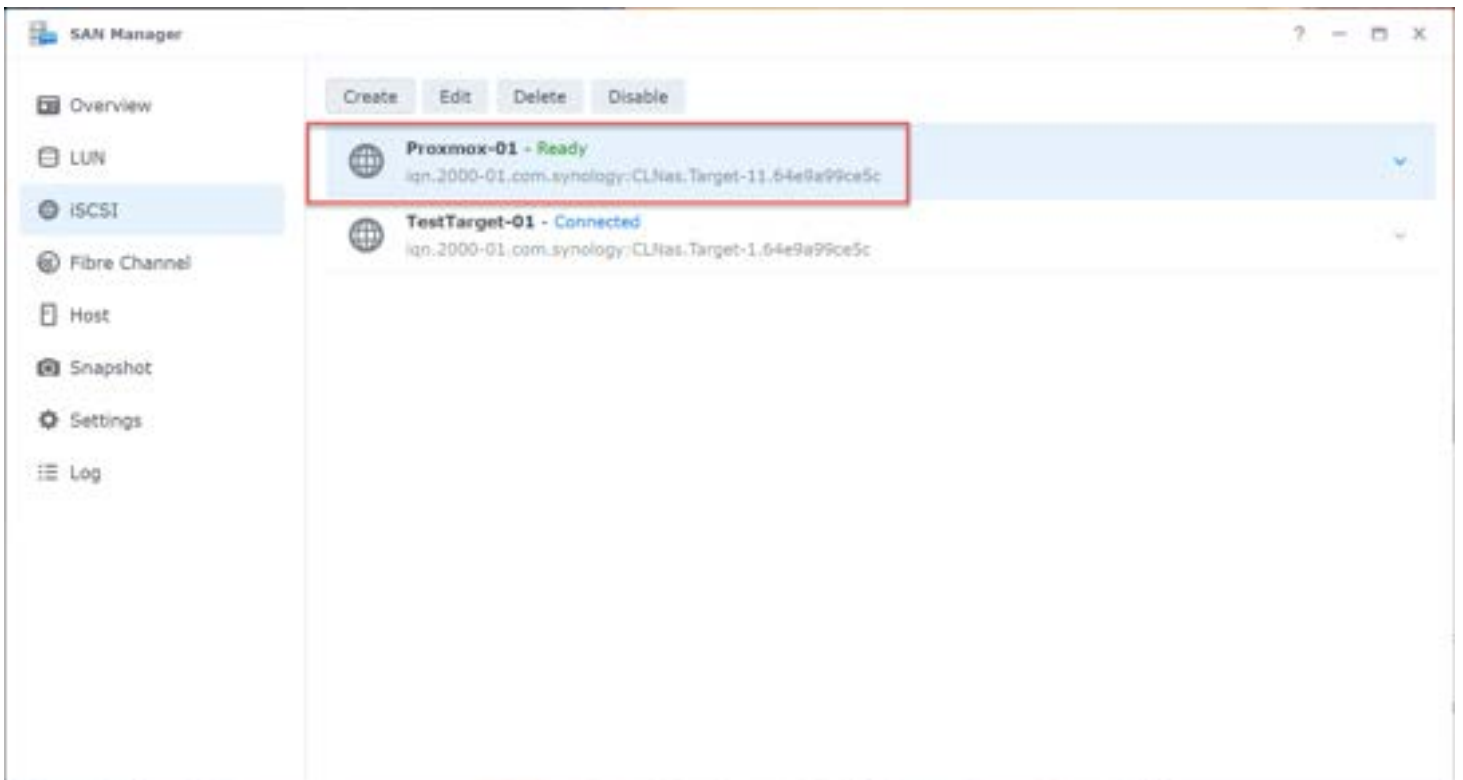 SAN Manager
?
Overview
LUN
iSCSI
Fibre Channel
Host
Snapshot
Settings
Log
Create Edit Delete Disable
Proxmox-01 - Ready
iqn.2000-01.com.synology:CLNas.Target-11.64e9a99ce5c
TestTarget-01 - Connected
iqn.2000-01.com.synology:CLNas.Target-1.64e9a99ce5c